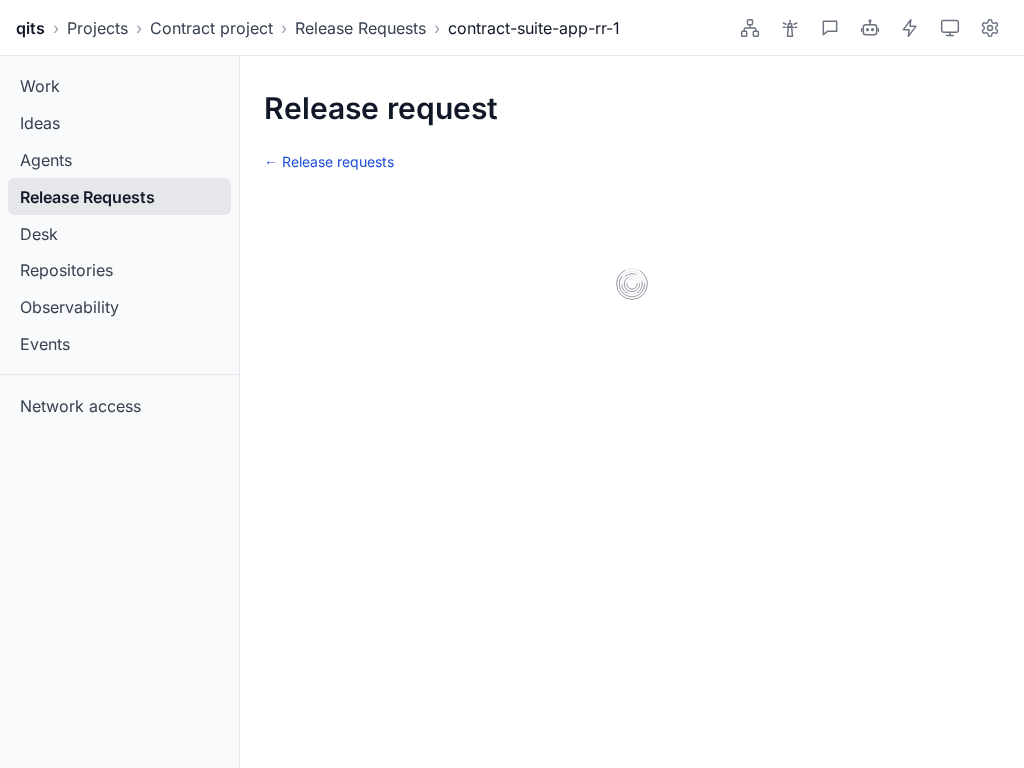 qits › Projects › Contract project › Release Requests › contract-suite-app-rr-1
Work
Ideas
Agents
Release Requests
Desk
Repositories
Observability
Events
Network access
Release request
← Release requests